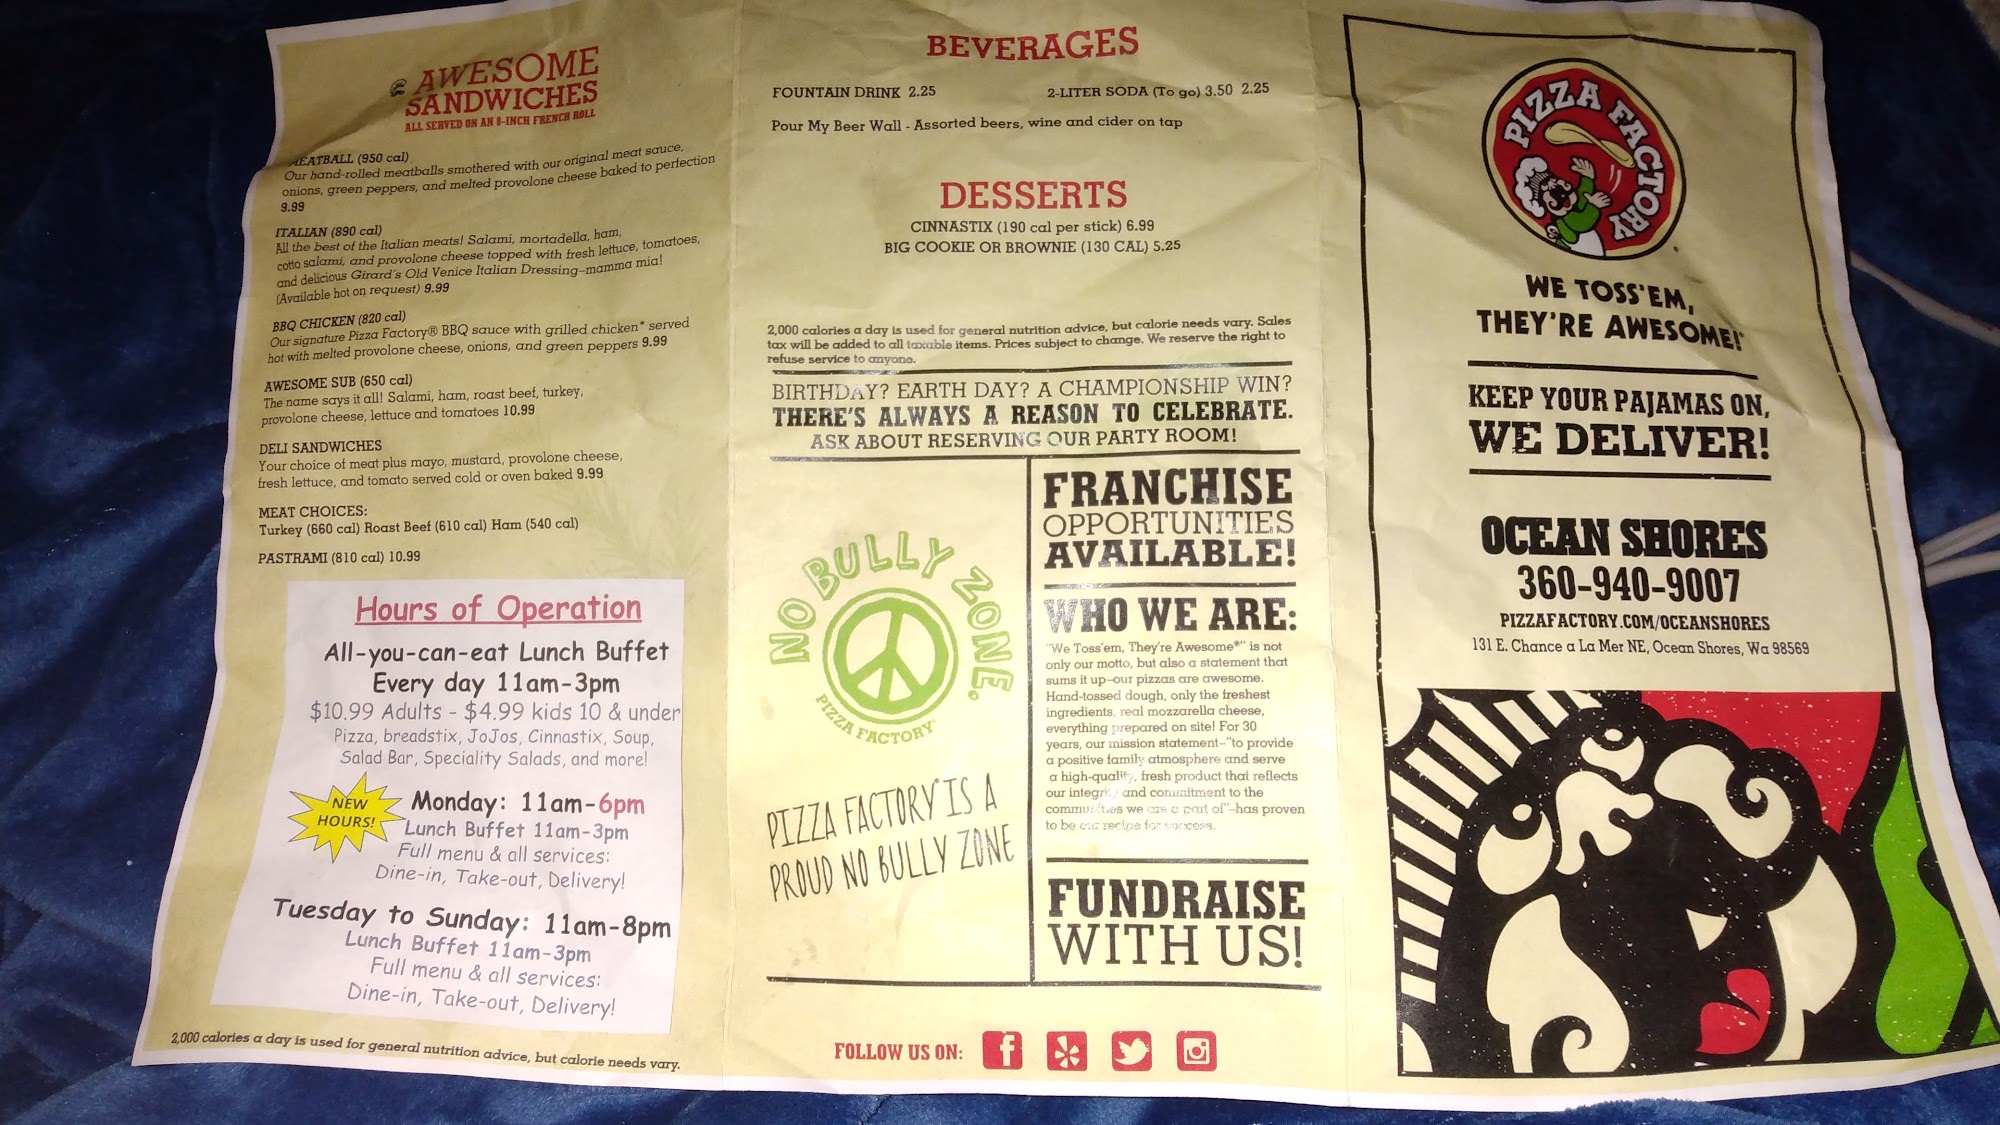 AWESOME
SANDWICHES
ALL SERVED ON AN 8-INCH FRENCH ROLL
MEATBALL (950 cal)
Our hand-rolled meatballs smothered with our original meat sauce,
onions, green peppers, and melted provolone cheese baked to perfection
9.99
ITALIAN (890 cal)
All the best of the Italian meats! Salami, mortadella, ham,
cotto salami, and provolone cheese topped with fresh lettuce, tomatoes,
and delicious Girard's Old Venice Italian Dressing–mamma mia!
(Available hot on request) 9.99
BBQ CHICKEN (820 cal)
Our signature Pizza Factory® BBQ sauce with grilled chicken* served
hot with melted provolone cheese, onions, and green peppers 9.99
AWESOME SUB (650 cal)
The name says it all! Salami, ham, roast beef, turkey,
provolone cheese, lettuce and tomatoes 10.99
DELI SANDWICHES
Your choice of meat plus mayo, mustard, provolone cheese,
fresh lettuce, and tomato served cold or oven baked 9.99
MEAT CHOICES:
Turkey (660 cal) Roast Beef (610 cal) Ham (540 cal)
PASTRAMI (810 cal) 10.99
Hours of Operation
All-you-can-eat Lunch Buffet
Every day 11am-3pm
$10.99 Adults - $4.99 kids 10 & under
Pizza, breadstix, JoJos, Cinnastix, Soup,
Salad Bar, Speciality Salads, and more!
NEW
HOURS!
Monday: 11am-6pm
Lunch Buffet 11am-3pm
Full menu & all services:
Dine-in, Take-out, Delivery!
Tuesday to Sunday: 11am-8pm
Lunch Buffet 11am-3pm
Full menu & all services:
Dine-in, Take-out, Delivery!
2,000 calories a day is used for general nutrition advice, but calorie needs vary.
BEVERAGES
FOUNTAIN DRINK 2.25
2-LITER SODA (To go) 3.50 2.25
Pour My Beer Wall - Assorted beers, wine and cider on tap
DESSERTS
CINNASTIX (190 cal per stick) 6.99
BIG COOKIE OR BROWNIE (130 CAL) 5.25
2,000 calories a day is used for general nutrition advice, but calorie needs vary. Sales
tax will be added to all taxable items. Prices subject to change. We reserve the right to
refuse service to anyone.
BIRTHDAY? EARTH DAY? A CHAMPIONSHIP WIN?
THERE'S ALWAYS A REASON TO CELEBRATE.
ASK ABOUT RESERVING OUR PARTY ROOM!
NO BULLY ZONE.
PIZZA FACTORY
PIZZA FACTORY IS A
PROUD NO BULLY ZONE
FRANCHISE
OPPORTUNITIES
AVAILABLE!
WHO WE ARE:
"We Toss'em, They're Awesome®" is not
only our motto, but also a statement that
sums it up–our pizzas are awesome.
Hand-tossed dough, only the freshest
ingredients, real mozzarella cheese,
everything prepared on site! For 30
years, our mission statement–"to provide
a positive family atmosphere and serve
a high-quality, fresh product that reflects
our integrity and commitment to the
communities we are a part of"–has proven
to be our recipe for success.
FUNDRAISE
WITH US!
FOLLOW US ON:
PIZZA FACTORY
WE TOSS'EM,
THEY'RE AWESOME!
KEEP YOUR PAJAMAS ON,
WE DELIVER!
OCEAN SHORES
360-940-9007
PIZZAFACTORY.COM/OCEANSHORES
131 E. Chance a La Mer NE, Ocean Shores, Wa 98569